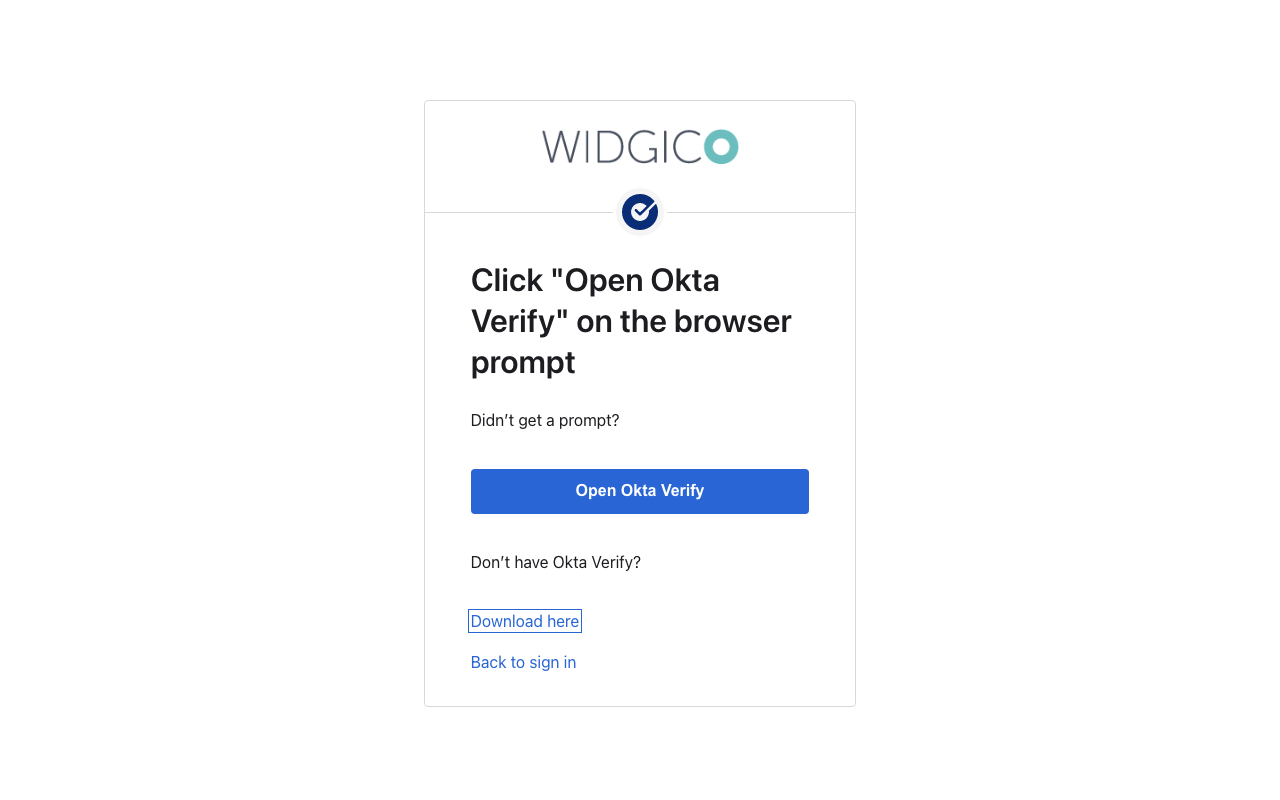 WIDGICO
Click "Open Okta
Verify" on the browser
prompt
Didn't get a prompt?
Open Okta Verify
Don't have Okta Verify?
Download here
Back to sign in